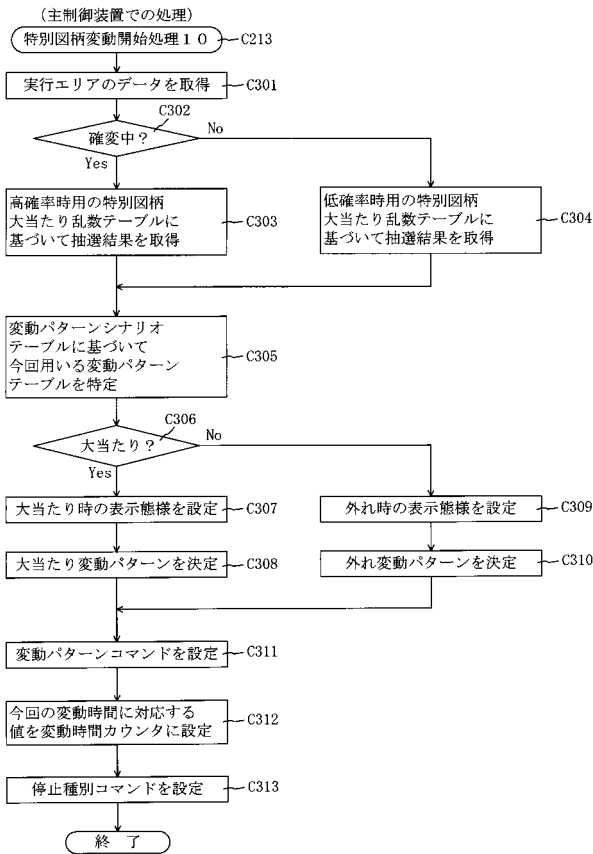 (主制御装置での処理)
特別図柄変動開始処理10
C213
実行エリアのデータを取得
C301
C302
確変中?
No
Yes
高確率時用の特別図柄
大当たり乱数テーブルに
基づいて抽選結果を取得
C303
低確率時用の特別図柄
大当たり乱数テーブルに
基づいて抽選結果を取得
C304
変動パターンシナリオ
テーブルに基づいて
今回用いる変動パターン
テーブルを特定
C305
C306
大当たり?
No
Yes
大当たり時の表示態様を設定
C307
外れ時の表示態様を設定
C309
大当たり変動パターンを決定
C308
外れ変動パターンを決定
C310
変動パターンコマンドを設定
C311
今回の変動時間に対応する
値を変動時間カウンタに設定
C312
停止種別コマンドを設定
C313
終 了